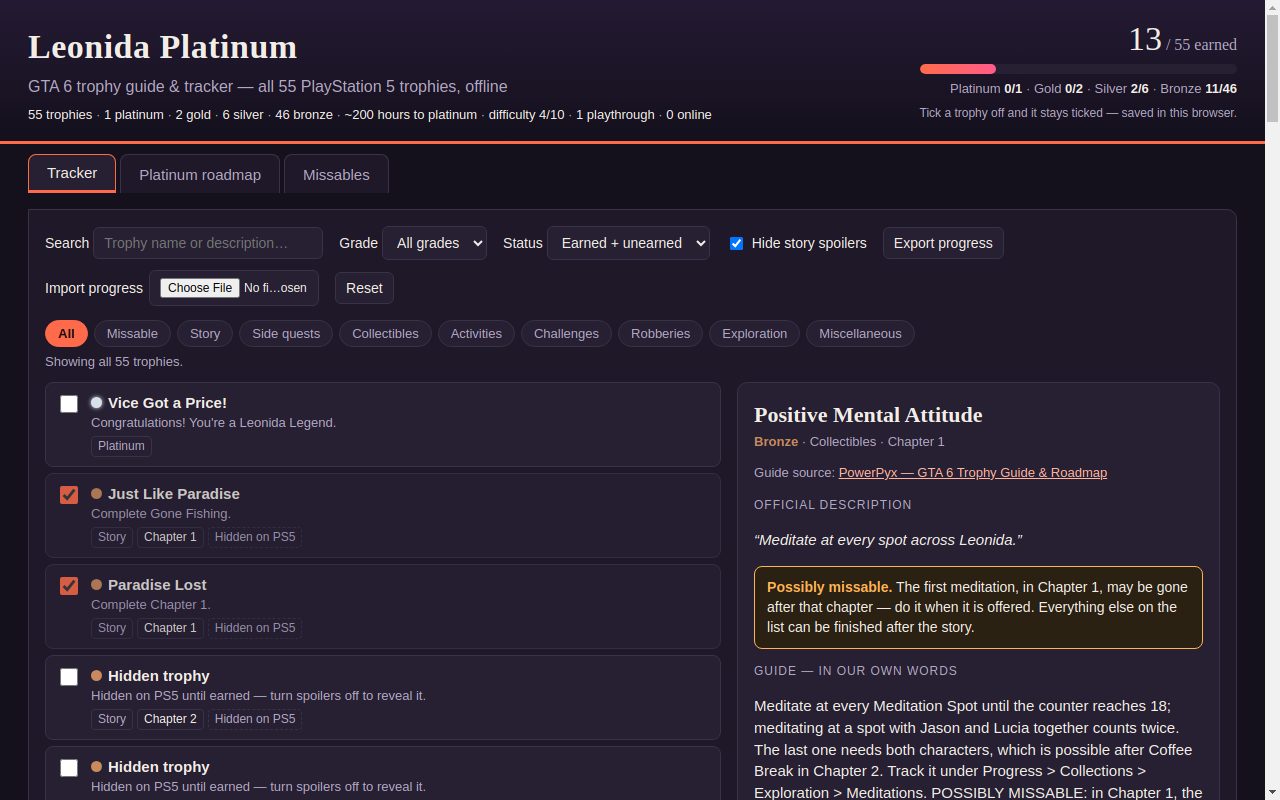 Leonida Platinum
GTA 6 trophy guide & tracker — all 55 PlayStation 5 trophies, offline
55 trophies · 1 platinum · 2 gold · 6 silver · 46 bronze · ~200 hours to platinum · difficulty 4/10 · 1 playthrough · 0 online
13 / 55 earned
Platinum 0/1 · Gold 0/2 · Silver 2/6 · Bronze 11/46
Tick a trophy off and it stays ticked — saved in this browser.
Tracker
Platinum roadmap
Missables
Search Trophy name or description… Grade All grades Status Earned + unearned Hide story spoilers Export progress
Import progress Choose File No fi…osen Reset
All Missable Story Side quests Collectibles Activities Challenges Robberies Exploration Miscellaneous
Showing all 55 trophies.
Vice Got a Price!
Congratulations! You're a Leonida Legend.
Platinum
Just Like Paradise
Complete Gone Fishing.
Story Chapter 1 Hidden on PS5
Paradise Lost
Complete Chapter 1.
Story Chapter 1 Hidden on PS5
Hidden trophy
Hidden on PS5 until earned — turn spoilers off to reveal it.
Story Chapter 2 Hidden on PS5
Hidden trophy
Hidden on PS5 until earned — turn spoilers off to reveal it.
Positive Mental Attitude
Bronze · Collectibles · Chapter 1
Guide source: PowerPyx — GTA 6 Trophy Guide & Roadmap
OFFICIAL DESCRIPTION
“Meditate at every spot across Leonida.”
Possibly missable. The first meditation, in Chapter 1, may be gone
after that chapter — do it when it is offered. Everything else on the
list can be finished after the story.
GUIDE — IN OUR OWN WORDS
Meditate at every Meditation Spot until the counter reaches 18;
meditating at a spot with Jason and Lucia together counts twice.
The last one needs both characters, which is possible after Coffee
Break in Chapter 2. Track it under Progress > Collections >
Exploration > Meditations. POSSIBLY MISSABLE: in Chapter 1, the